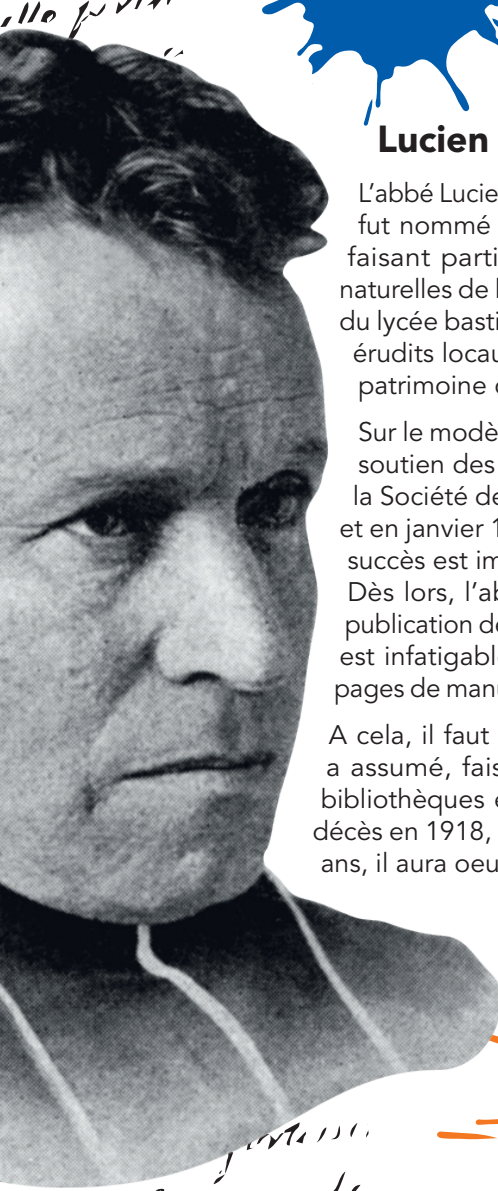 Lucien
L'abbé Lucie
fut nommé
faisant parti
naturelles de l
du lycée basti
érudits locau
patrimoine
Sur le modè
soutien des
la Société de
et en janvier 1
succès est im
Dès lors, l'ab
publication de
est infatigabl
pages de manu
A cela, il faut
a assumé, fais
bibliothèques e
décès en 1918,
ans, il aura oeu